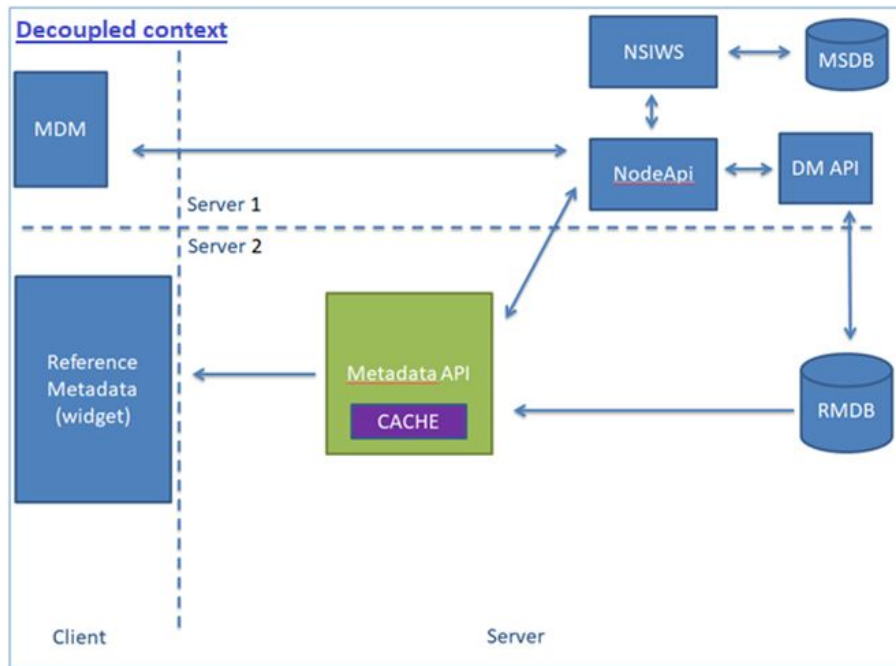 Decoupled context
NSIWS
MSDB
MDM
NodeApi
DM API
Server 1
Server 2
Reference
Metadata
(widget)
Metadata API
CACHE
RMDB
Client
Server